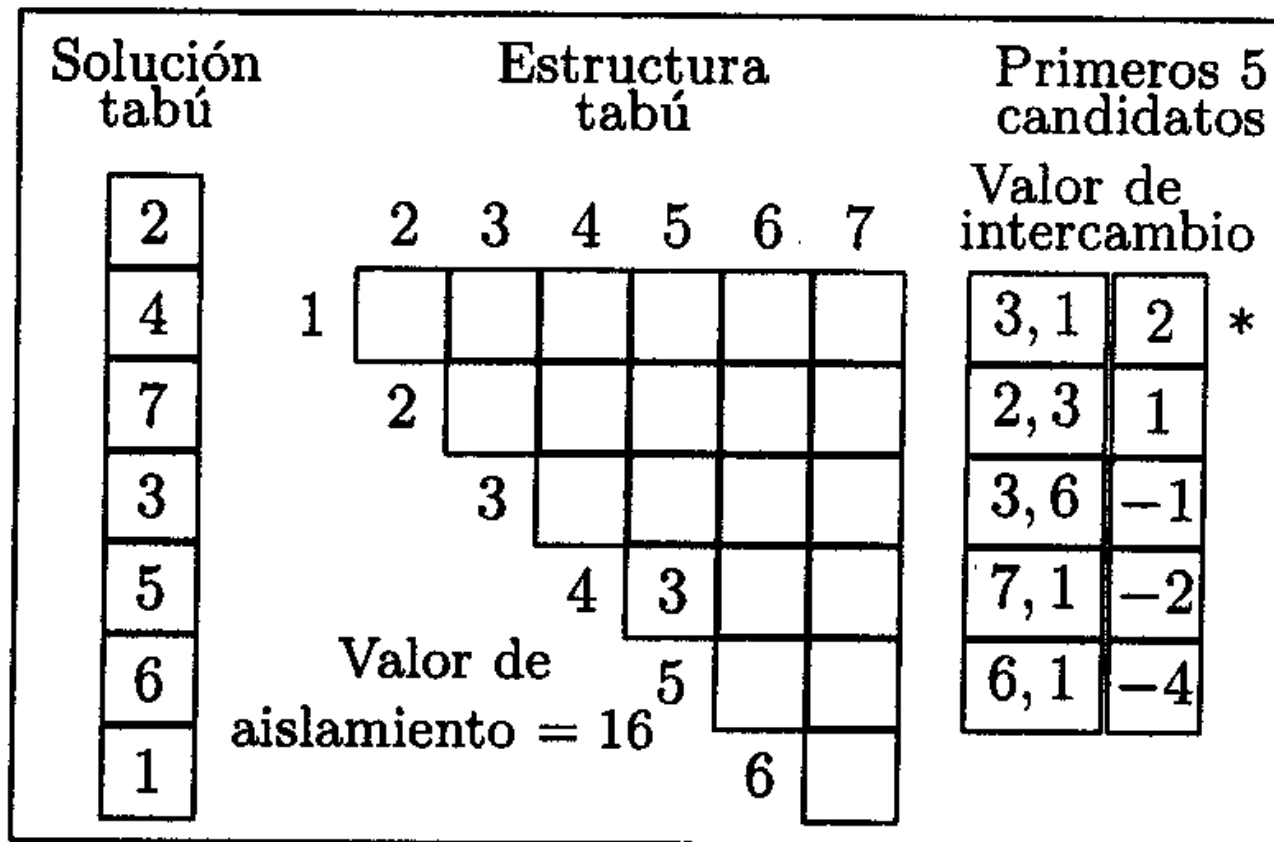 Solución
tabú
Estructura
tabú
Primeros 5
candidatos
Valor de
intercambio
2
4
7
3
5
6
1
2 3 4 5 6 7
1
2
3
4 3
5
6
Valor de
aislamiento = 16
3, 1 2 *
2, 3 1
3, 6 −1
7, 1 −2
6, 1 −4